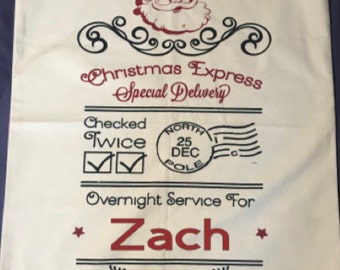 Christmas Express
Special Delivery
Checked
Twice
NORTH
25
DEC
POLE
Overnight Service For
Zach